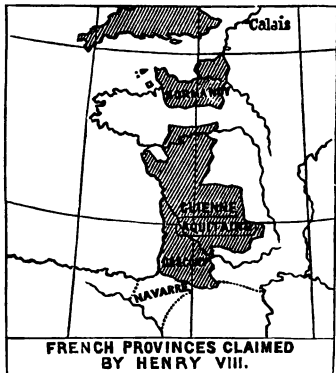 Calais
NORMANDY
GUIENNE
AQUITAINE
GASCONY
NAVARRE
FRENCH PROVINCES CLAIMED
BY HENRY VIII.